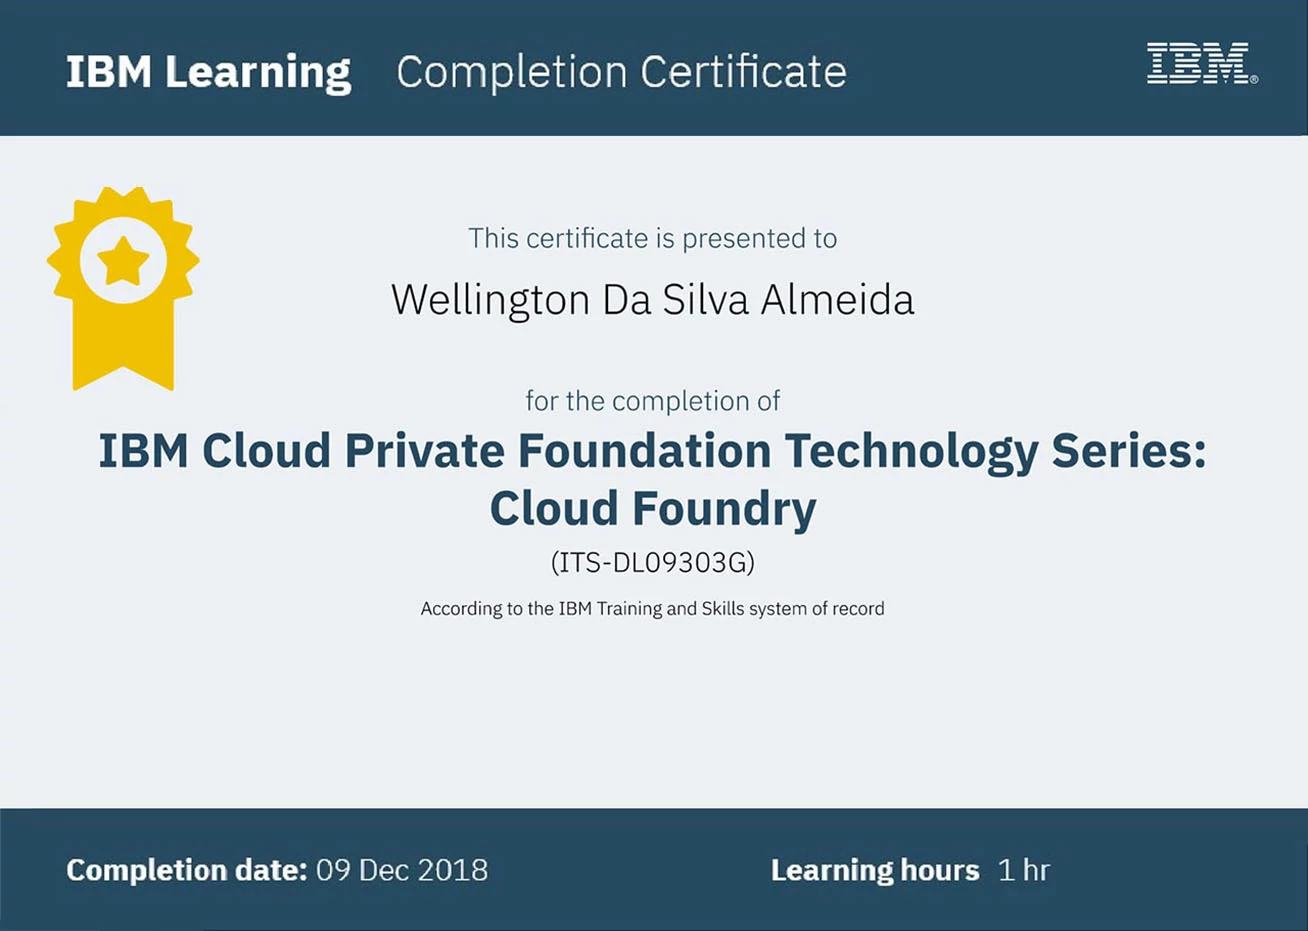 IBM Learning Completion Certificate IBM®
This certificate is presented to
Wellington Da Silva Almeida
for the completion of
IBM Cloud Private Foundation Technology Series:
Cloud Foundry
(ITS-DL09303G)
According to the IBM Training and Skills system of record
Completion date: 09 Dec 2018 Learning hours 1 hr